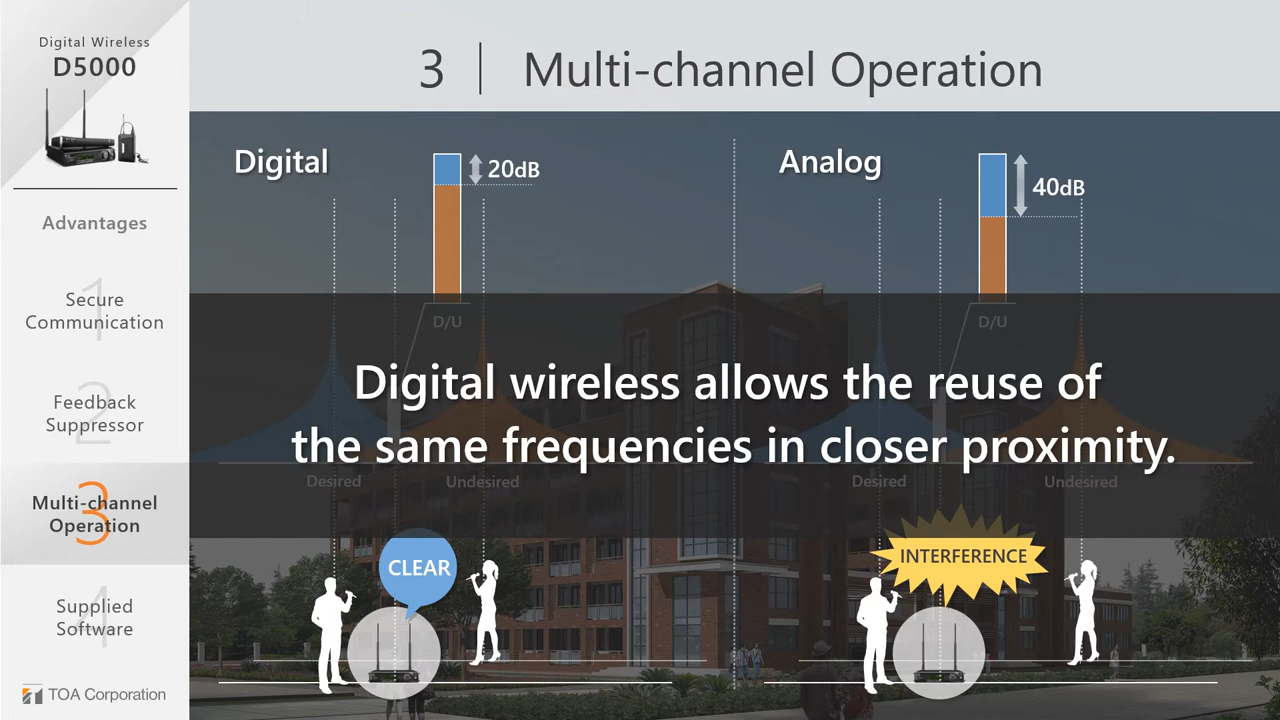 Digital Wireless
D5000
Advantages
1
Secure
Communication
2
Feedback
Suppressor
3
Multi-channel
Operation
4
Supplied
Software
TOA Corporation
3 | Multi-channel Operation
Digital
20dB
Analog
40dB
D/U
D/U
Digital wireless allows the reuse of
the same frequencies in closer proximity.
Desired
Undesired
Desired
Undesired
CLEAR
INTERFERENCE